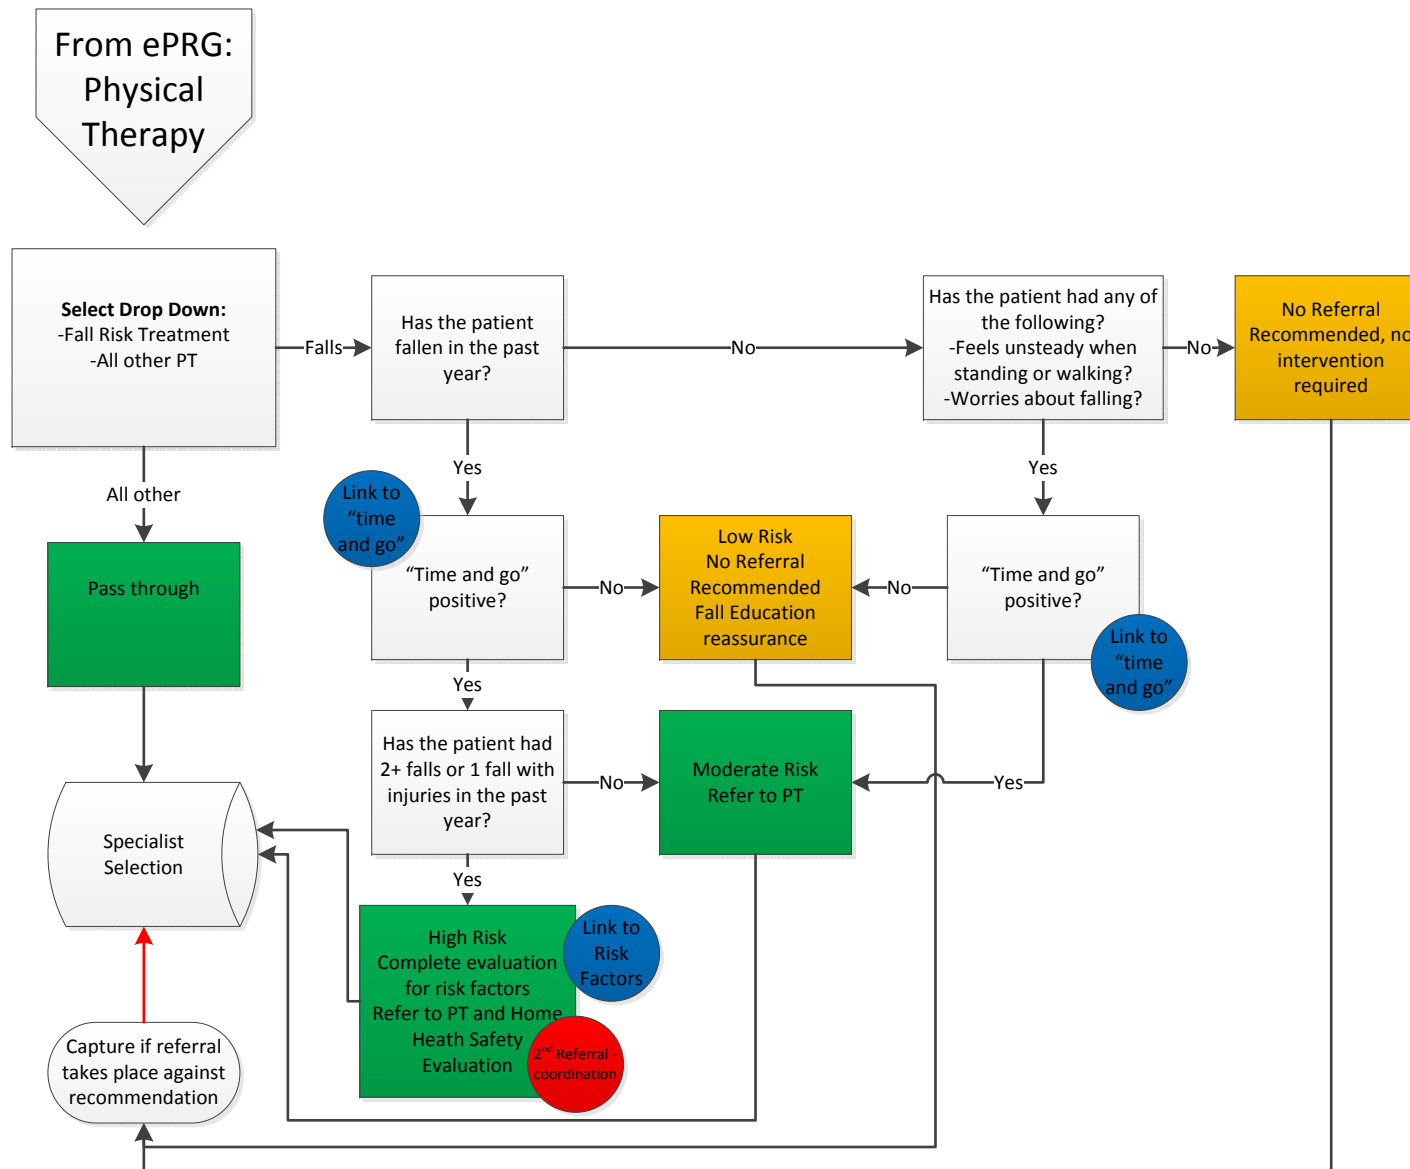 From ePRG:
Physical
Therapy
Select Drop Down:
-Fall Risk Treatment
-All other PT
Falls
Has the patient
fallen in the past
year?
No
Has the patient had any of
the following?
-Feels unsteady when
standing or walking?
-Worries about falling?
No
No Referral
Recommended, no
intervention
required
All other
Yes
Yes
Link to
“time
and go”
Pass through
“Time and go”
positive?
No
Low Risk
No Referral
Recommended
Fall Education
reassurance
No
“Time and go”
positive?
Link to
“time
and go”
Yes
Has the patient had
2+ falls or 1 fall with
injuries in the past
year?
No
Moderate Risk
Refer to PT
Yes
Specialist
Selection
Yes
High Risk
Complete evaluation
for risk factors
Refer to PT and Home
Heath Safety
Evaluation
Link to
Risk
Factors
2nd Referral -
coordination
Capture if referral
takes place against
recommendation